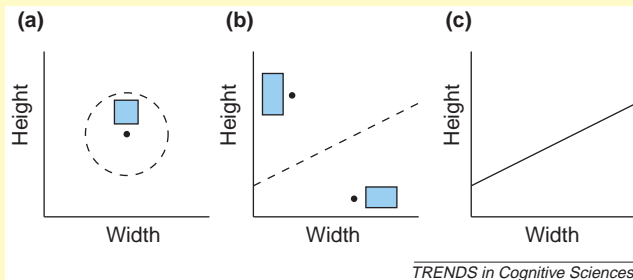 (a) (b) (c)
Height Height Height
Width Width Width
TRENDS in Cognitive Sciences